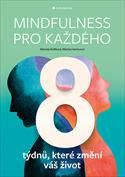 MINDFULNESS
PRO KAŽDÉHO
8
týdnů, které změní
váš život